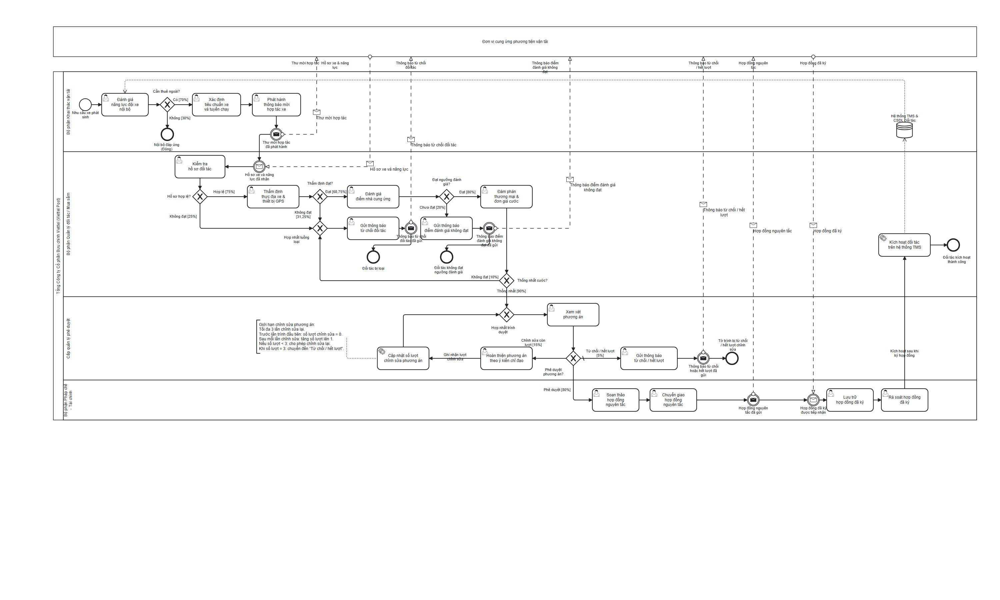 Đơn vị cung ứng phương tiện vận tải
Thư mời hợp tác
Hồ sơ xe & năng
lực
Thông báo từ chối
đối tác
Thông báo điểm
đánh giá không
đạt
Thông báo từ chối
/ hết lượt
Hợp đồng nguyên
tắc
Hợp đồng đã ký
Tổng Công ty Cổ phần Bưu chính Viettel (Viettel Post)
Bộ phận Khai thác vận tải
Nhu cầu xe phát
sinh
Đánh giá
năng lực đội xe
nội bộ
Cần thuê ngoài?
Có [70%]
Không [30%]
Nội bộ đáp ứng
(Đóng)
Xác định
tiêu chuẩn xe
và tuyến chạy
Phát hành
thông báo mời
hợp tác xe
Thư mời hợp tác
Thư mời hợp tác
đã phát hành
Thông báo từ chối đối tác
Hệ thống TMS &
CSDL Đối tác
Bộ phận Quản lý đối tác / Mua sắm
Kiểm tra
hồ sơ đối tác
Hồ sơ xe và năng
lực đã nhận
Hồ sơ xe và năng lực
Hồ sơ hợp lệ?
Hợp lệ [75%]
Không đạt [25%]
Thẩm định
thực địa xe &
thiết bị GPS
Thẩm định đạt?
Đạt [68,75%]
Không đạt
[31,25%]
Đánh giá
điểm nhà cung ứng
Đạt ngưỡng đánh
giá?
Đạt [80%]
Chưa đạt [20%]
Đàm phán
thương mại &
đơn giá cước
Thông báo điểm đánh giá
không đạt
Thông báo từ chối / hết
lượt
Hợp đồng nguyên tắc
Hợp đồng đã ký
Hợp nhất luồng
loại
Gửi thông báo
từ chối đối tác
Thông báo từ chối
đối tác đã gửi
Gửi thông báo
điểm đánh giá không đạt
Thông báo điểm
đánh giá không
đạt đã gửi
Đối tác bị loại
Đối tác không đạt
ngưỡng đánh giá
Không đạt [10%]
Thống nhất cước?
Thống nhất [90%]
Kích hoạt đối tác
trên hệ thống TMS
Đối tác kích hoạt
thành công
Cấp quản lý phê duyệt
Giới hạn chỉnh sửa phương án:
Tối đa 3 lần chỉnh sửa lại.
Trước lần trình đầu tiên: số lượt chỉnh sửa = 0.
Sau mỗi lần chỉnh sửa: tăng số lượt lên 1.
Nếu số lượt < 3: cho phép chỉnh sửa lại.
Khi số lượt = 3: chuyển đến “Từ chối / hết lượt”.
Hợp nhất trình
duyệt
Xem xét
phương án
Cập nhật số lượt
chỉnh sửa phương án
Ghi nhận lượt
chỉnh sửa
Hoàn thiện phương án
theo ý kiến chỉ đạo
Chỉnh sửa còn
lượt [15%]
Phê duyệt
phương án?
Từ chối / hết lượt
[5%]
Gửi thông báo
từ chối / hết lượt
Thông báo từ chối
hoặc hết lượt đã
gửi
Tờ trình bị từ chối
/ hết lượt chỉnh
sửa
Kích hoạt sau khi
ký hợp đồng
Bộ phận Pháp chế
- Tài chính
Phê duyệt [80%]
Soạn thảo
hợp đồng
nguyên tắc
Chuyển giao
hợp đồng
nguyên tắc
Hợp đồng nguyên
tắc đã gửi
Hợp đồng đã ký
được tiếp nhận
Lưu trữ
hợp đồng đã ký
Rà soát hợp đồng
đã ký